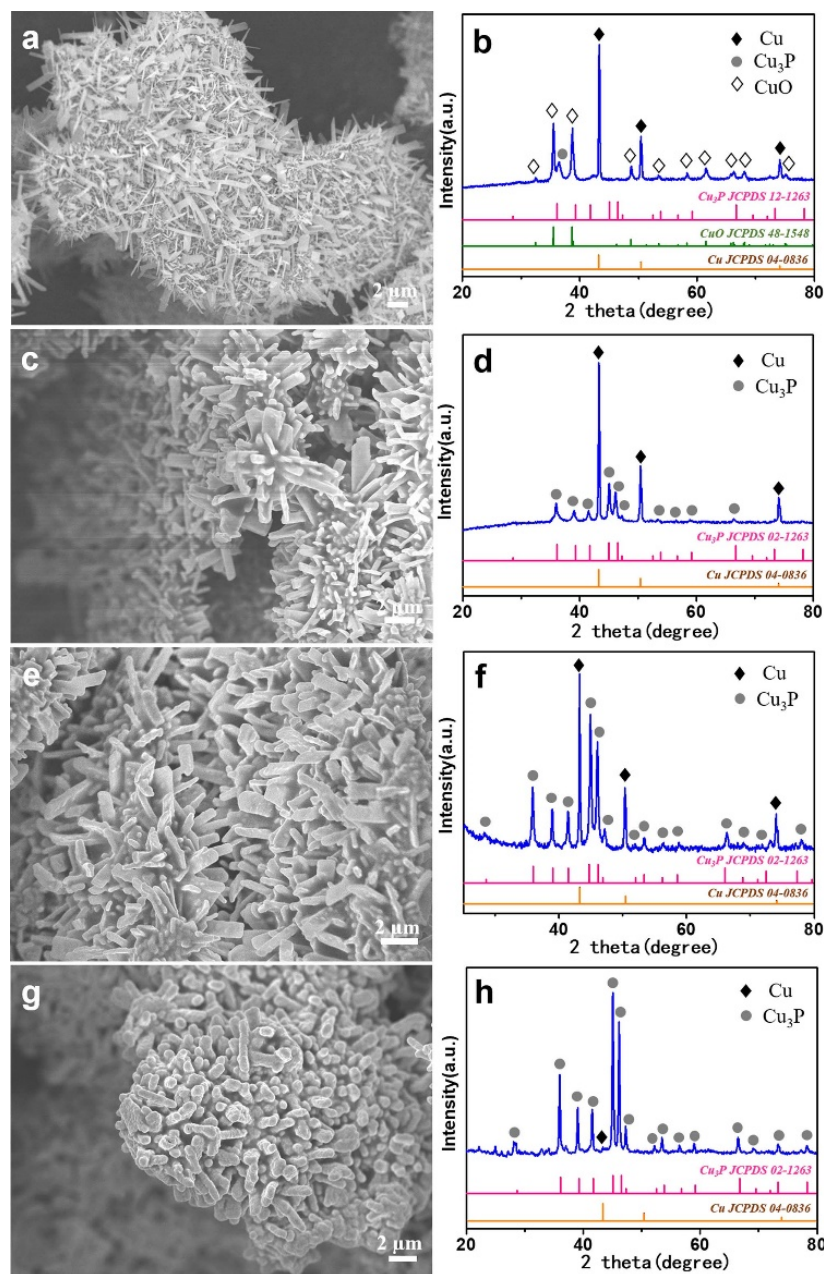 a
2 μm
b
Cu
Cu3P
CuO
Intensity(a.u.)
Cu3P JCPDS 12-1263
CuO JCPDS 48-1548
Cu JCPDS 04-0836
20 40 60 80
2 theta(degree)
c
2 μm
d
Cu
Cu3P
Intensity(a.u.)
Cu3P JCPDS 02-1263
Cu JCPDS 04-0836
20 40 60 80
2 theta(degree)
e
2 μm
f
Cu
Cu3P
Intensity(a.u.)
Cu3P JCPDS 02-1263
Cu JCPDS 04-0836
40 60 80
2 theta(degree)
g
2 μm
h
Cu
Cu3P
Intensity(a.u.)
Cu3P JCPDS 02-1263
Cu JCPDS 04-0836
20 40 60 80
2 theta(degree)